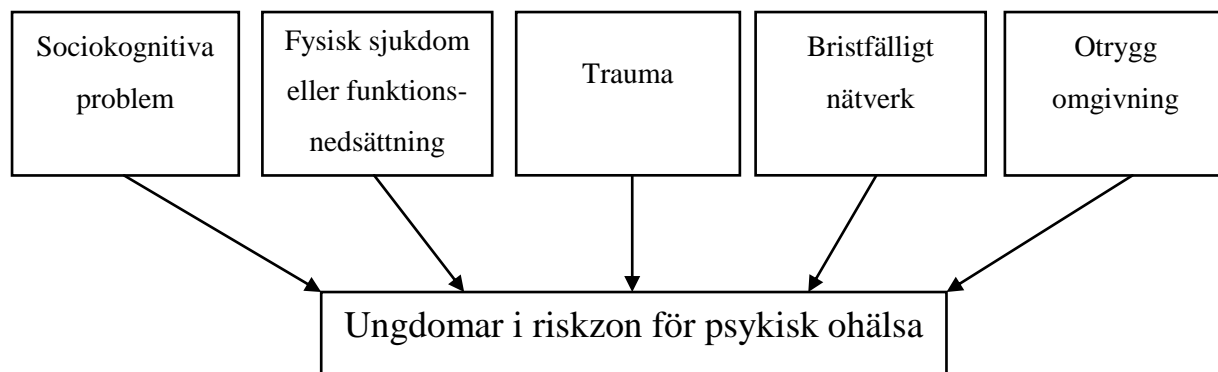 Sociokognitiva
problem
Fysisk sjukdom
eller funktions-
nedsättning
Trauma
Bristfälligt
nätverk
Otrygg
omgivning
Ungdomar i riskzon för psykisk ohälsa